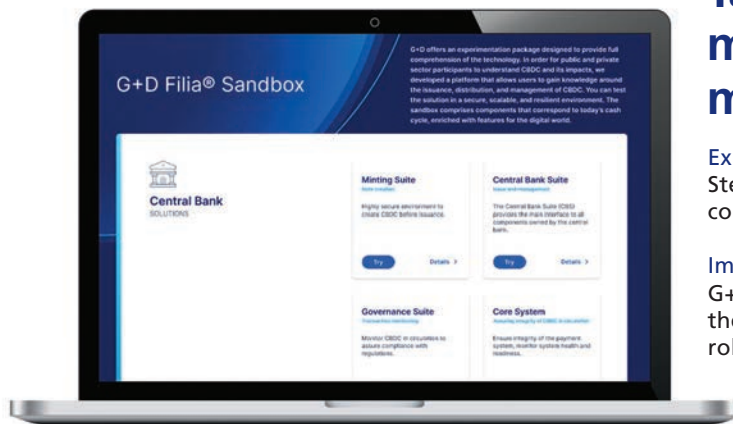 G+D Filia® Sandbox
G+D offers an experimentation package designed to provide full
comprehension of the technology. In order for public and private
sector participants to understand CBDC and its impacts, we
developed a platform that allows users to gain knowledge around
the issuance, distribution, and management of CBDC. You can test
the solution in a secure, scalable, and resilient environment. The
sandbox comprises components that correspond to today's cash
cycle, enriched with features for the digital world.
Central Bank
SOLUTIONS
Minting Suite
Highly secure environment to
create CBDC before issuance.
Try
Details >
Central Bank Suite
Issue and management
The Central Bank Suite (CBS)
provides the main interface to all
components owned by the central
bank.
Try
Details >
Governance Suite
Transaction monitoring
Monitor CBDC in circulation to
assure compliance with
regulations.
Core System
Assuring integrity of CBDC in circulation
Ensure integrity of the payment
system, monitor system health and
readiness.
m
m
Ex
Ste
co
Im
G+
the
rol